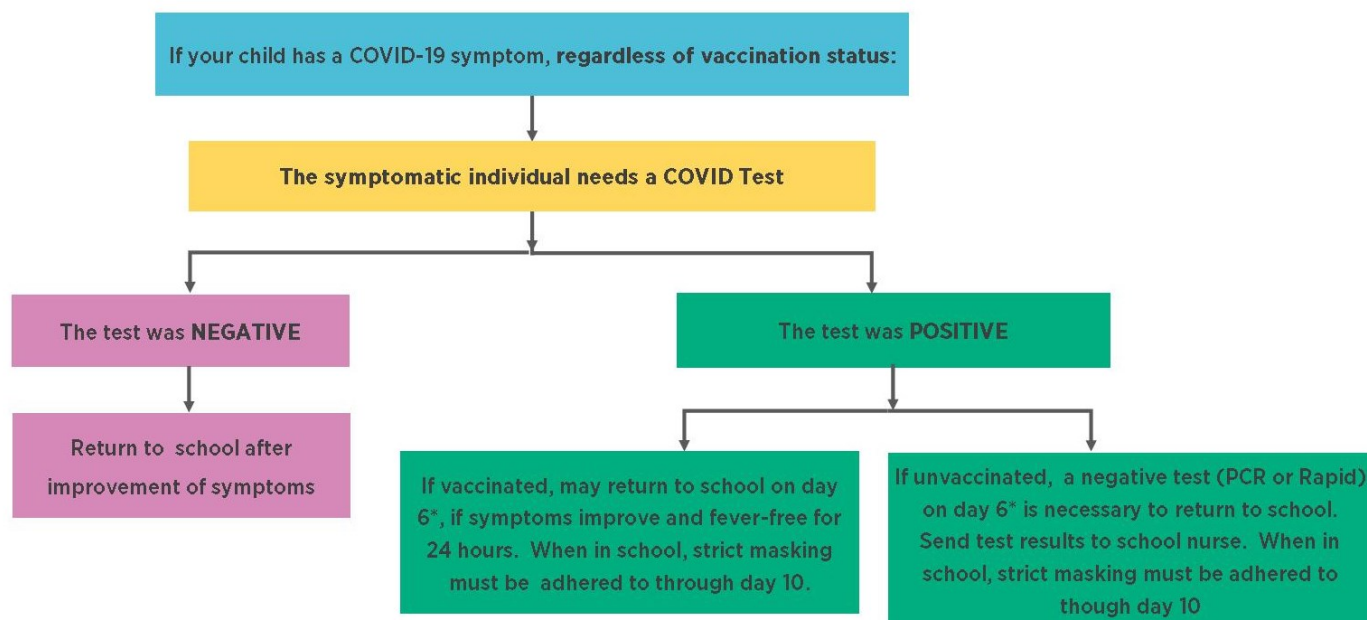 If your child has a COVID-19 symptom, regardless of vaccination status:
The symptomatic individual needs a COVID Test
The test was NEGATIVE
The test was POSITIVE
Return to school after
improvement of symptoms
If vaccinated, may return to school on day
6*, if symptoms improve and fever-free for
24 hours. When in school, strict masking
must be adhered to through day 10.
If unvaccinated, a negative test (PCR or Rapid)
on day 6* is necessary to return to school.
Send test results to school nurse. When in
school, strict masking must be adhered to
though day 10